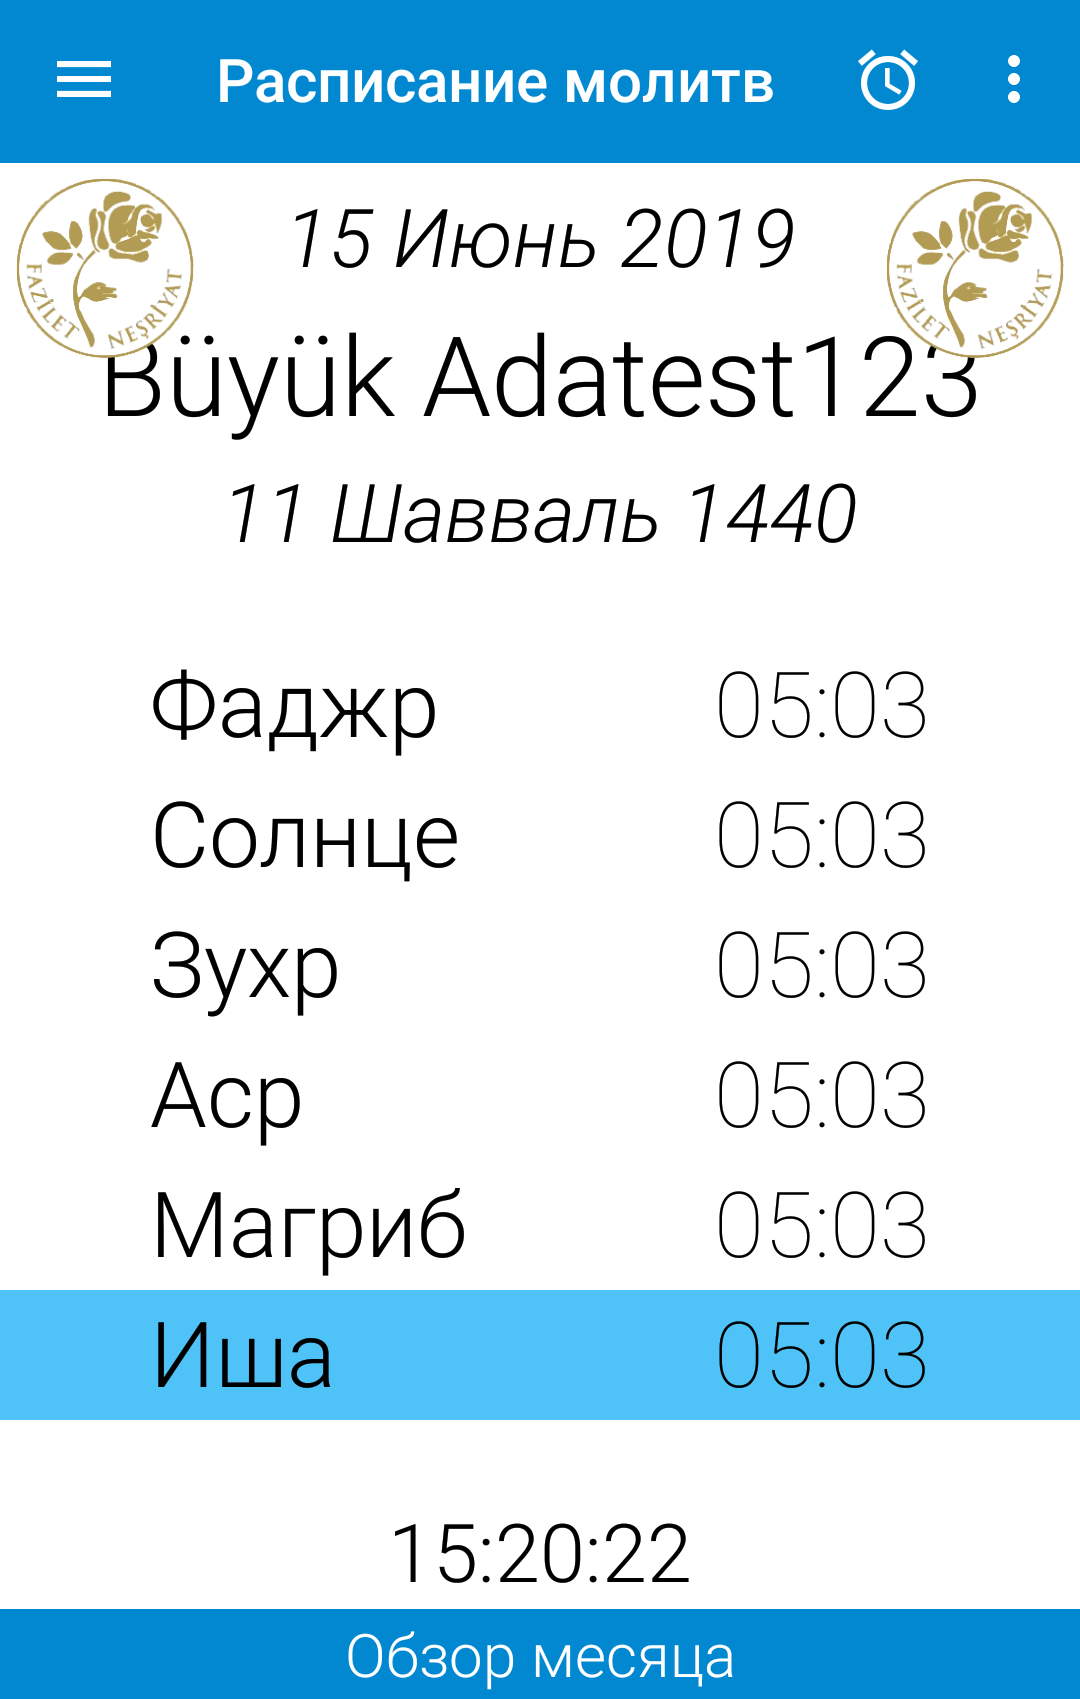 Расписание молитв
15 Июнь 2019
FAZİLET NEŞRİYAT
FAZİLET NEŞRİYAT
Büyük Adatest123
11 Шавваль 1440
Фаджр 05:03
Солнце 05:03
Зухр 05:03
Аср 05:03
Магриб 05:03
Иша 05:03
15:20:22
Обзор месяца